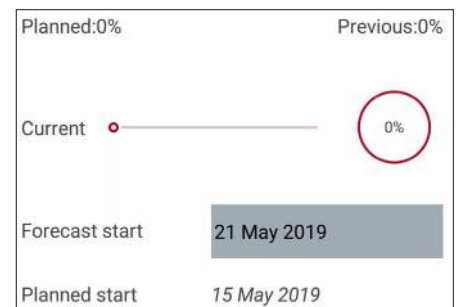 Planned:0% Previous:0%
Current 0%
Forecast start 21 May 2019
Planned start 15 May 2019